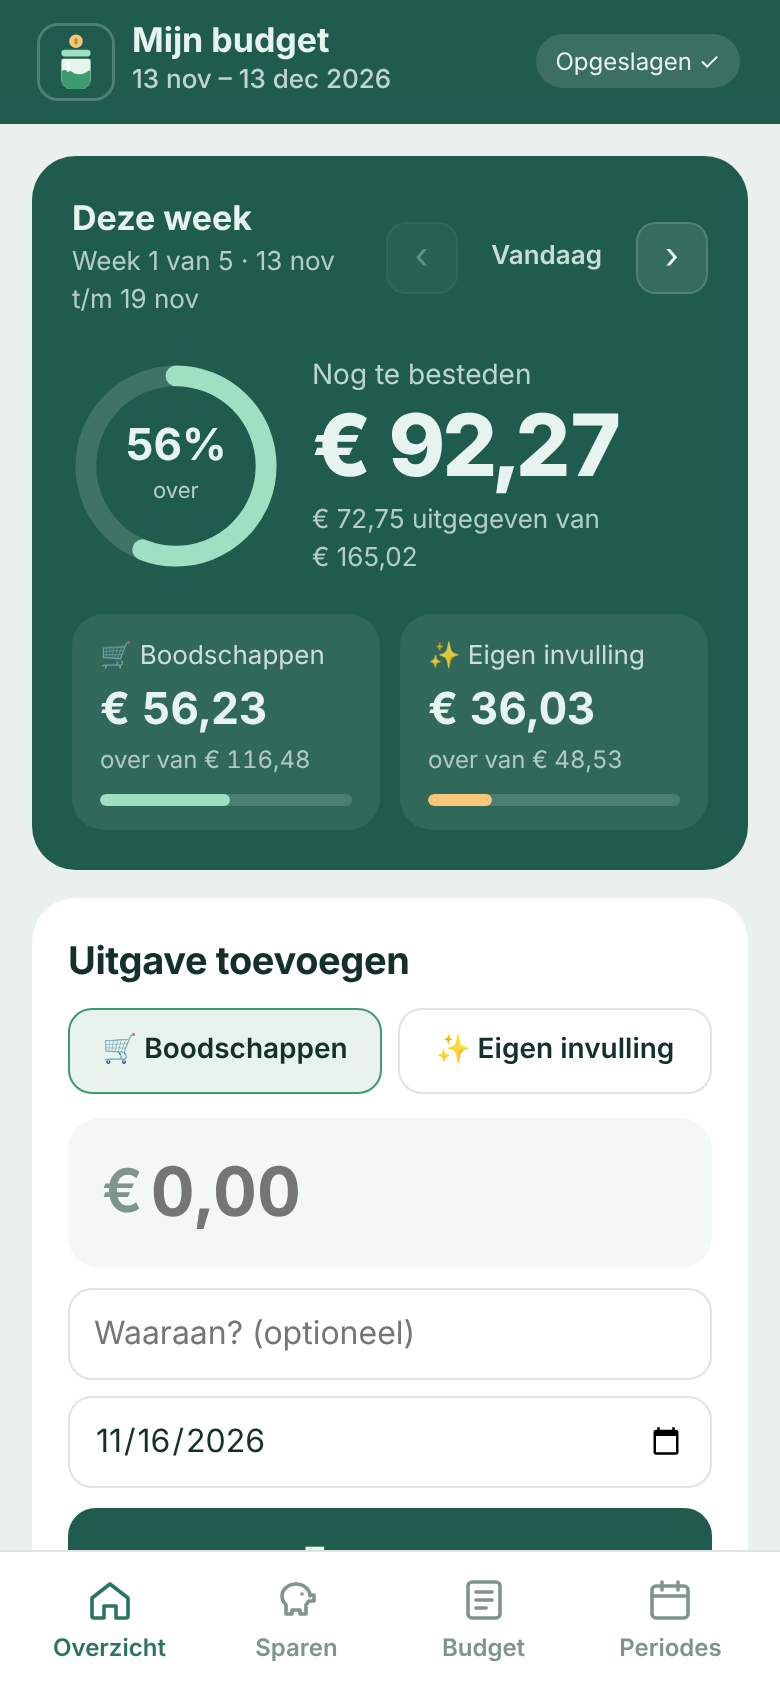 Mijn budget
13 nov – 13 dec 2026
Opgeslagen ✓
Deze week
Week 1 van 5 · 13 nov
t/m 19 nov
‹ Vandaag ›
56%
over
Nog te besteden
€ 92,27
€ 72,75 uitgegeven van
€ 165,02
🛒 Boodschappen
€ 56,23
over van € 116,48
✨ Eigen invulling
€ 36,03
over van € 48,53
Uitgave toevoegen
🛒 Boodschappen
✨ Eigen invulling
€ 0,00
Waaraan? (optioneel)
11/16/2026
Overzicht
Sparen
Budget
Periodes